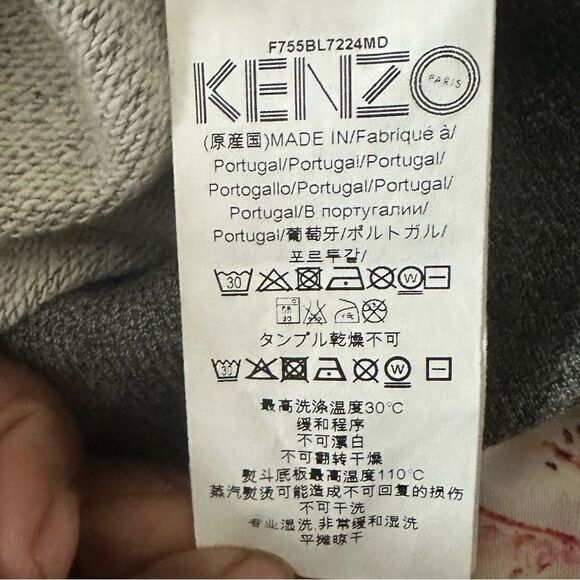 F755BL7224MD
KENZO
PARIS
(原産国)MADE IN/Fabriqué à/
Portugal/Portugai/Portugal/
Portogallo/Portugal/Portugal/
Portugal/В португалии/
Portugal/葡萄牙/ポルトガル/
포르투갈/
30 W
タンプル乾燥不可
30 W
最高洗涤温度30°C
缓和程序
不可漂白
不可翻转干燥
熨斗底板最高温度110°C
蒸汽熨烫可能造成不可回复的损伤
不可干洗
专业湿洗,非常缓和湿洗
平摊晾干